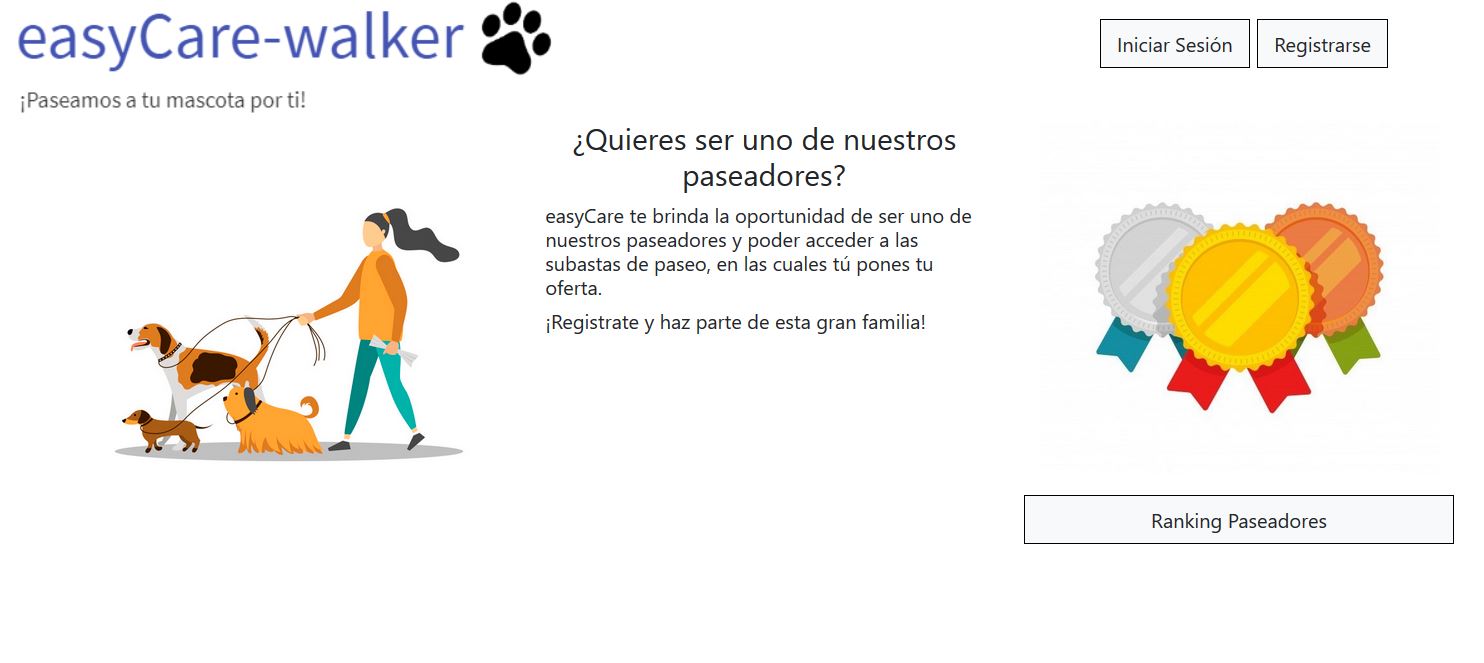 easyCare-walker
¡Paseamos a tu mascota por ti!
Iniciar Sesión
Registrarse
¿Quieres ser uno de nuestros
paseadores?
easyCare te brinda la oportunidad de ser uno de
nuestros paseadores y poder acceder a las
subastas de paseo, en las cuales tú pones tu
oferta.
¡Registrate y haz parte de esta gran familia!
Ranking Paseadores